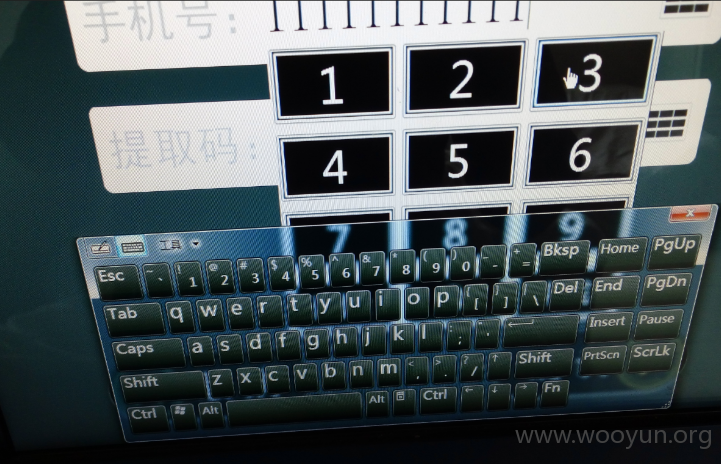 手机号：
1111111111
1 2 3
提取码：
4 5 6
7 8 9
工具
Esc ~ ` ! 1 @ 2 # 3 $ 4 % 5 ^ 6 & 7 * 8 ( 9 ) 0 _ - + = Bksp Home PgUp
Tab q w e r t y u i o p { [ } ] | \ Del End PgDn
Caps a s d f g h j k l : ; " ' Insert Pause
Shift z x c v b n m < , > . ? / ↑ Shift PrtScn ScrLk
Ctrl Alt Alt Ctrl ← ↓ → Fn
www.wooyun.org